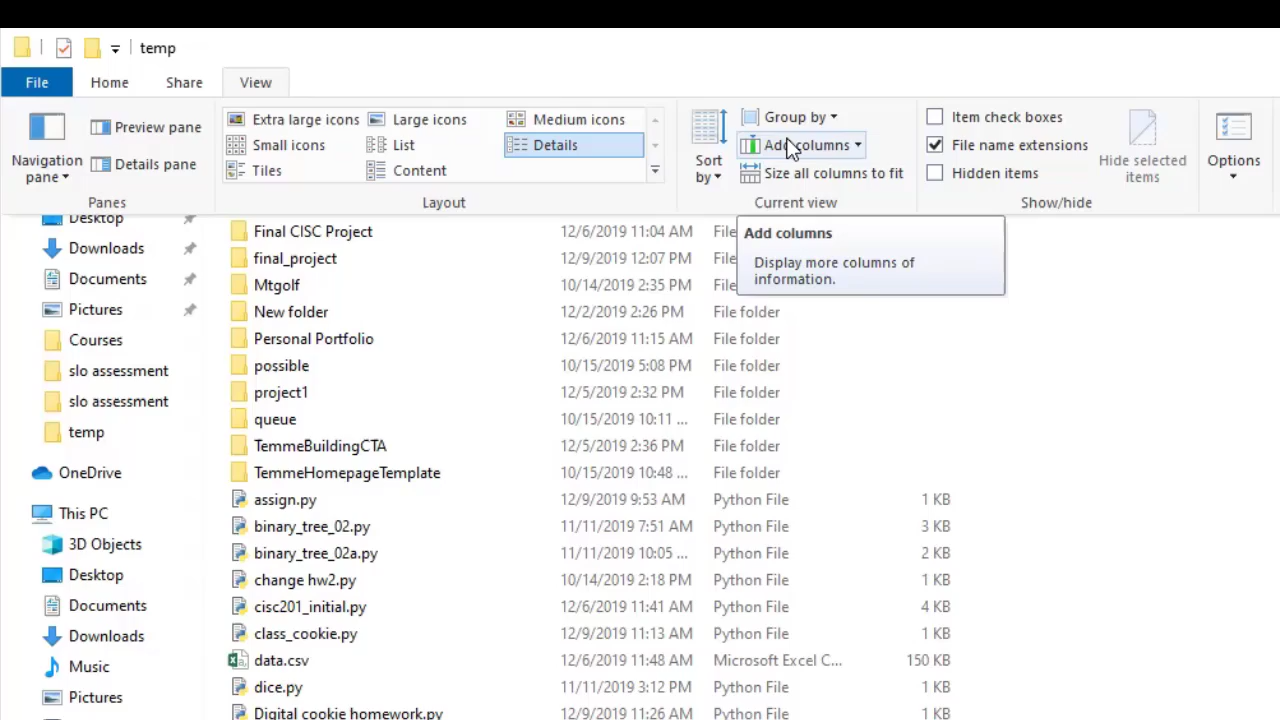 temp
File Home Share View
Extra large icons Large icons Medium icons
Small icons List Details
Tiles Content
Navigation pane
Preview pane
Details pane
Panes
Layout
Sort by
Group by
Add columns
Size all columns to fit
Current view
Item check boxes
File name extensions
Hidden items
Hide selected items
Show/hide
Options
Add columns
Display more columns of
information.
Desktop
Downloads
Documents
Pictures
Courses
slo assessment
slo assessment
temp
OneDrive
This PC
3D Objects
Desktop
Documents
Downloads
Music
Pictures
Final CISC Project 12/6/2019 11:04 AM File
final_project 12/9/2019 12:07 PM File
Mtgolf 10/14/2019 2:35 PM File
New folder 12/2/2019 2:26 PM File folder
Personal Portfolio 12/6/2019 11:15 AM File folder
possible 10/15/2019 5:08 PM File folder
project1 12/5/2019 2:32 PM File folder
queue 10/15/2019 10:11 ... File folder
TemmeBuildingCTA 12/5/2019 2:36 PM File folder
TemmeHomepageTemplate 10/15/2019 10:48 ... File folder
assign.py 12/9/2019 9:53 AM Python File 1 KB
binary_tree_02.py 11/11/2019 7:51 AM Python File 3 KB
binary_tree_02a.py 11/11/2019 10:05 ... Python File 2 KB
change hw2.py 10/14/2019 2:18 PM Python File 1 KB
cisc201_initial.py 12/6/2019 11:41 AM Python File 4 KB
class_cookie.py 12/9/2019 11:13 AM Python File 1 KB
data.csv 12/6/2019 11:48 AM Microsoft Excel C... 150 KB
dice.py 11/11/2019 3:12 PM Python File 1 KB
Digital cookie homework.py 12/9/2019 11:26 AM Python File 1 KB